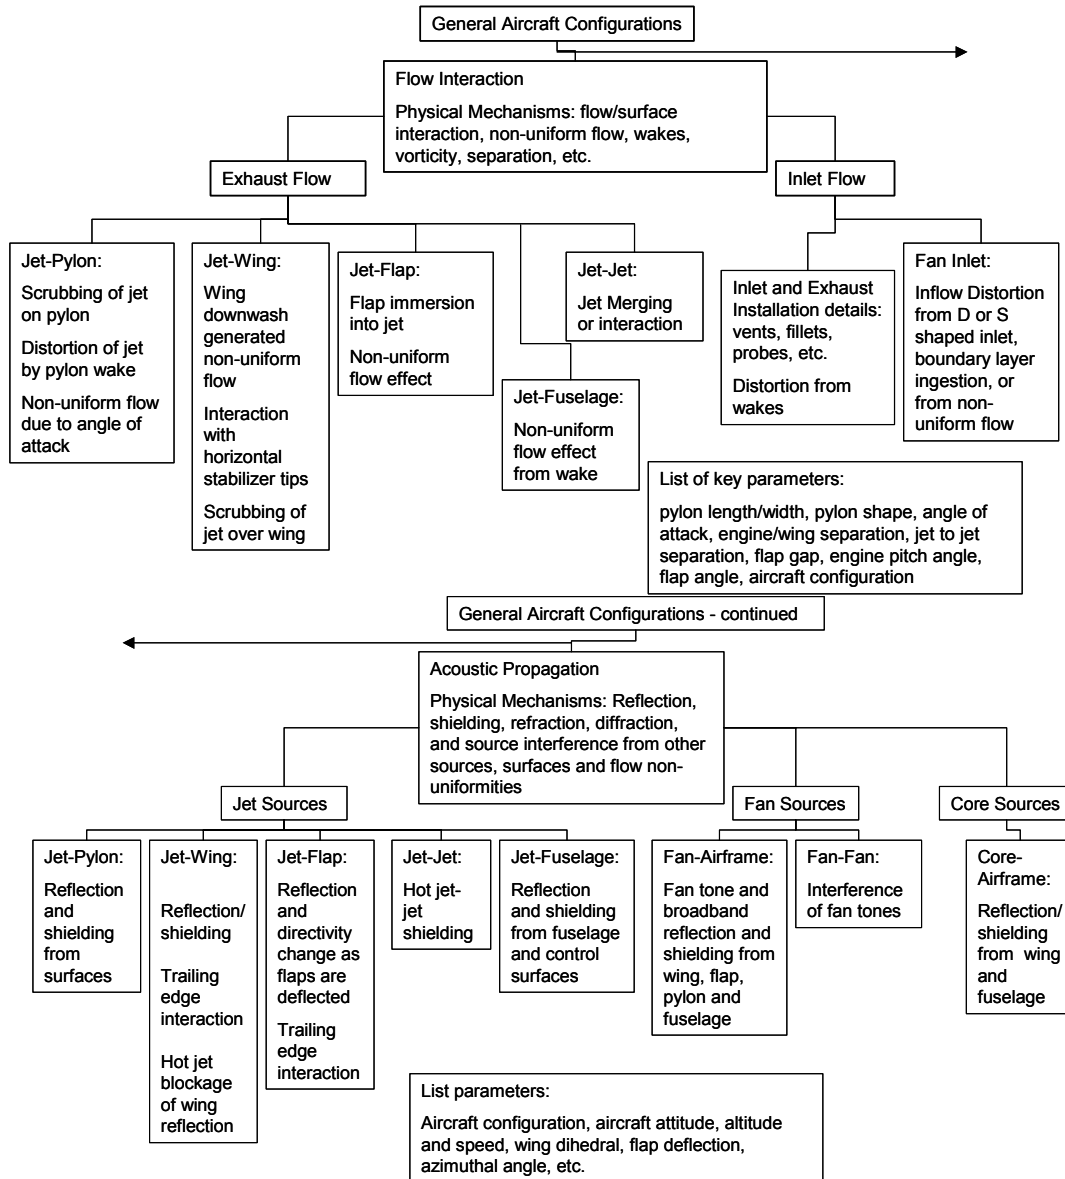 General Aircraft Configurations
Flow Interaction
Physical Mechanisms: flow/surface
interaction, non-uniform flow, wakes,
vorticity, separation, etc.
Exhaust Flow
Inlet Flow
Jet-Pylon:
Scrubbing of jet
on pylon
Distortion of jet
by pylon wake
Non-uniform flow
due to angle of
attack
Jet-Wing:
Wing
downwash
generated
non-uniform
flow
Interaction
with
horizontal
stabilizer tips
Scrubbing of
jet over wing
Jet-Flap:
Flap immersion
into jet
Non-uniform
flow effect
Jet-Fuselage:
Non-uniform
flow effect
from wake
Jet-Jet:
Jet Merging
or interaction
Inlet and Exhaust
Installation details:
vents, fillets,
probes, etc.
Distortion from
wakes
Fan Inlet:
Inflow Distortion
from D or S
shaped inlet,
boundary layer
ingestion, or
from non-
uniform flow
List of key parameters:
pylon length/width, pylon shape, angle of
attack, engine/wing separation, jet to jet
separation, flap gap, engine pitch angle,
flap angle, aircraft configuration
General Aircraft Configurations - continued
Acoustic Propagation
Physical Mechanisms: Reflection,
shielding, refraction, diffraction,
and source interference from other
sources, surfaces and flow non-
uniformities
Jet Sources
Fan Sources
Core Sources
Jet-Pylon:
Reflection
and
shielding
from
surfaces
Jet-Wing:
Reflection/
shielding
Trailing
edge
interaction
Hot jet
blockage
of wing
reflection
Jet-Flap:
Reflection
and
directivity
change as
flaps are
deflected
Trailing
edge
interaction
Jet-Jet:
Hot jet-
jet
shielding
Jet-Fuselage:
Reflection
and shielding
from fuselage
and control
surfaces
Fan-Airframe:
Fan tone and
broadband
reflection and
shielding from
wing, flap,
pylon and
fuselage
Fan-Fan:
Interference
of fan tones
Core-
Airframe:
Reflection/
shielding
from wing
and
fuselage
List parameters:
Aircraft configuration, aircraft attitude, altitude
and speed, wing dihedral, flap deflection,
azimuthal angle, etc.